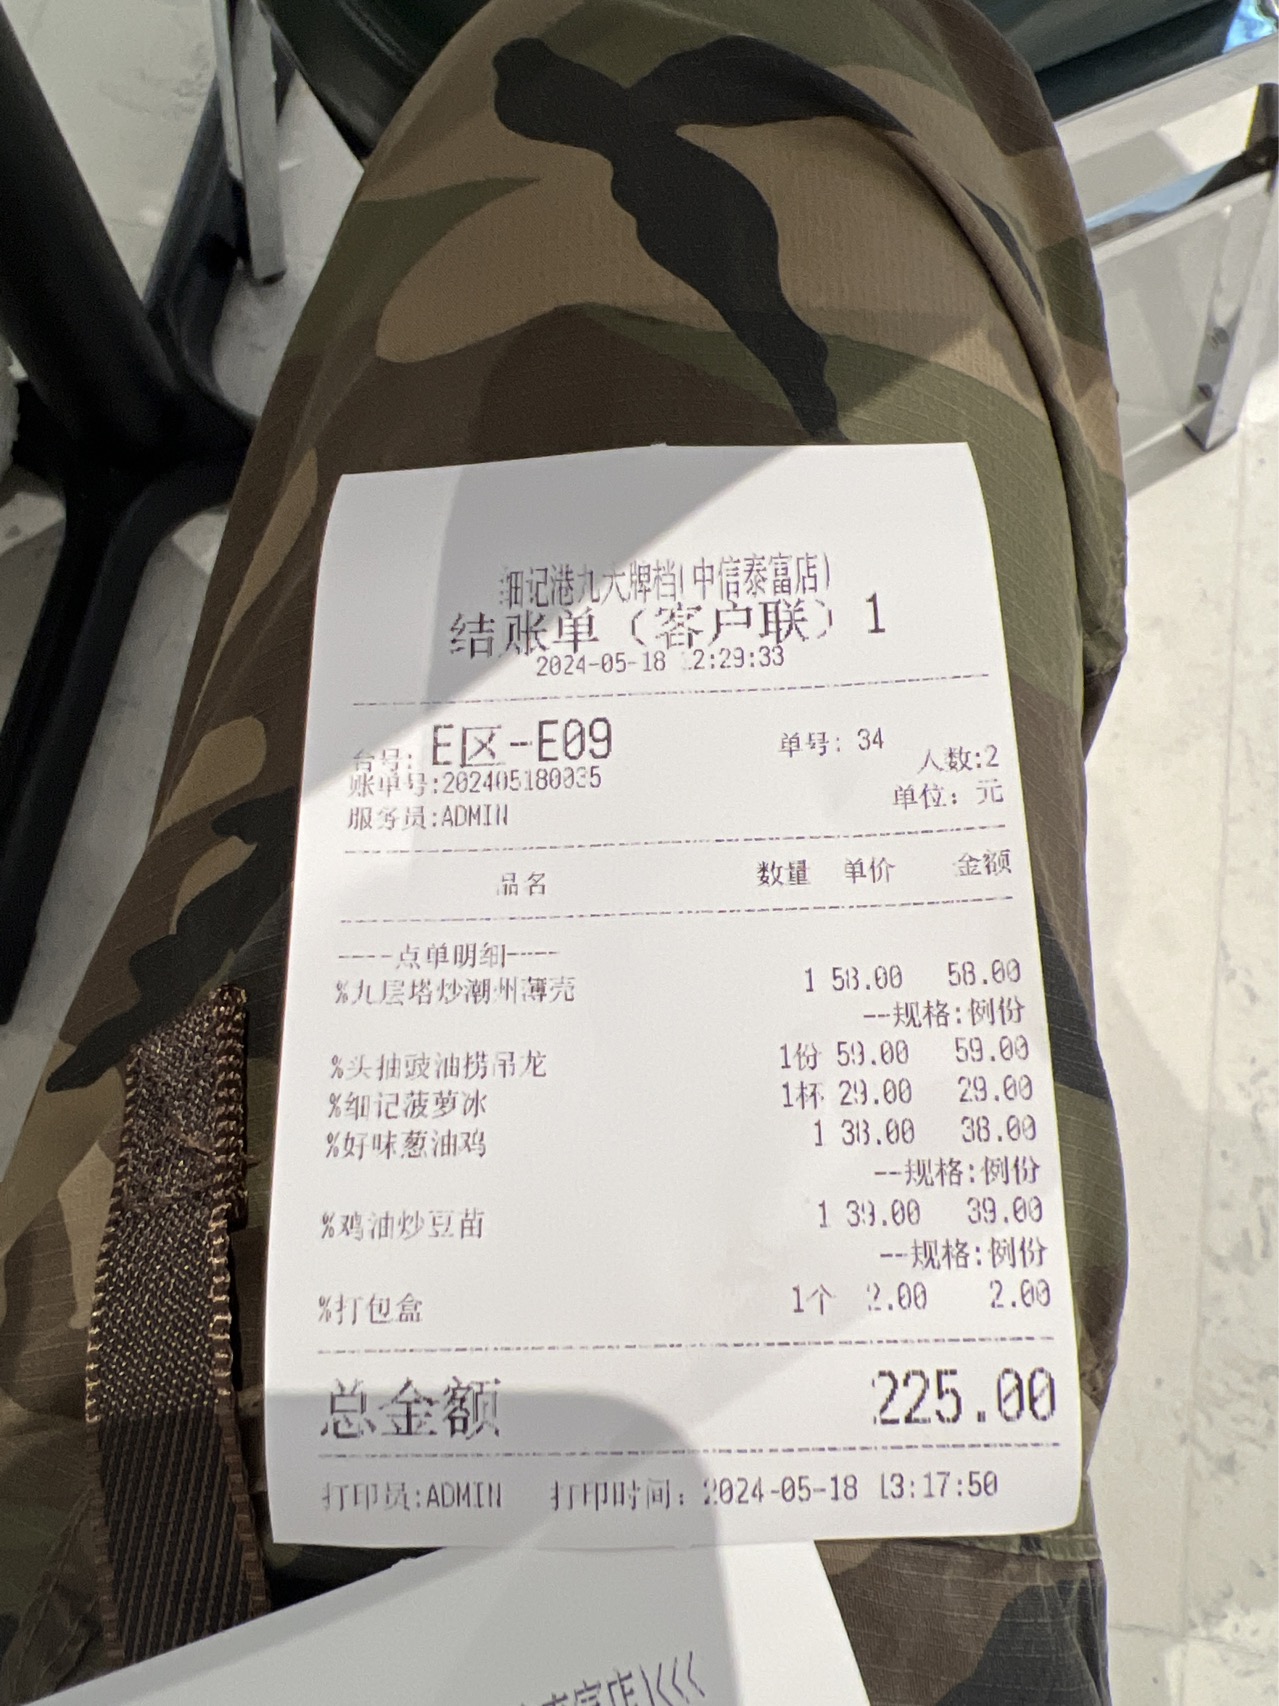 细记港九大牌档(中信泰富店)
结账单（客户联）1
2024-05-18 12:29:33
台号: E区-E09 单号: 34
人数:2
账单号:202405180035
单位: 元
服务员:ADMIN
品名 数量 单价 金额
----点单明细----
%九层塔炒潮州薄壳 1 58.00 58.00
--规格:例份
%头抽豉油捞吊龙 1份 59.00 59.00
%细记菠萝冰 1杯 29.00 29.00
%好味葱油鸡 1 38.00 38.00
--规格:例份
%鸡油炒豆苗 1 39.00 39.00
--规格:例份
%打包盒 1个 2.00 2.00
总金额 225.00
打印员:ADMIN 打印时间: 2024-05-18 13:17:50
泰富店)<<<